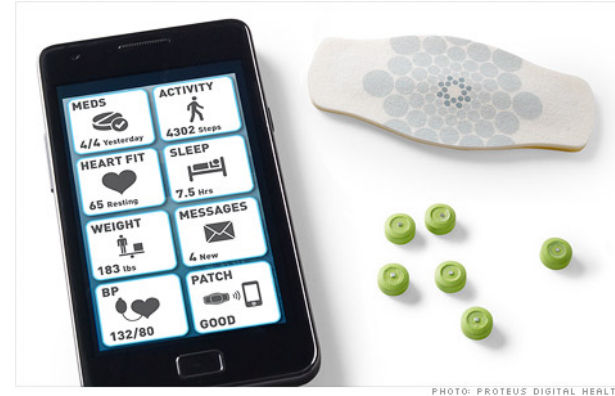 MEDS
4/4 Yesterday
ACTIVITY
4302 Steps
HEART FIT
65 Resting
SLEEP
7.5 Hrs
WEIGHT
183 lbs
MESSAGES
4 New
BP
132/80
PATCH
GOOD
PHOTO: PROTEUS DIGITAL HEALT